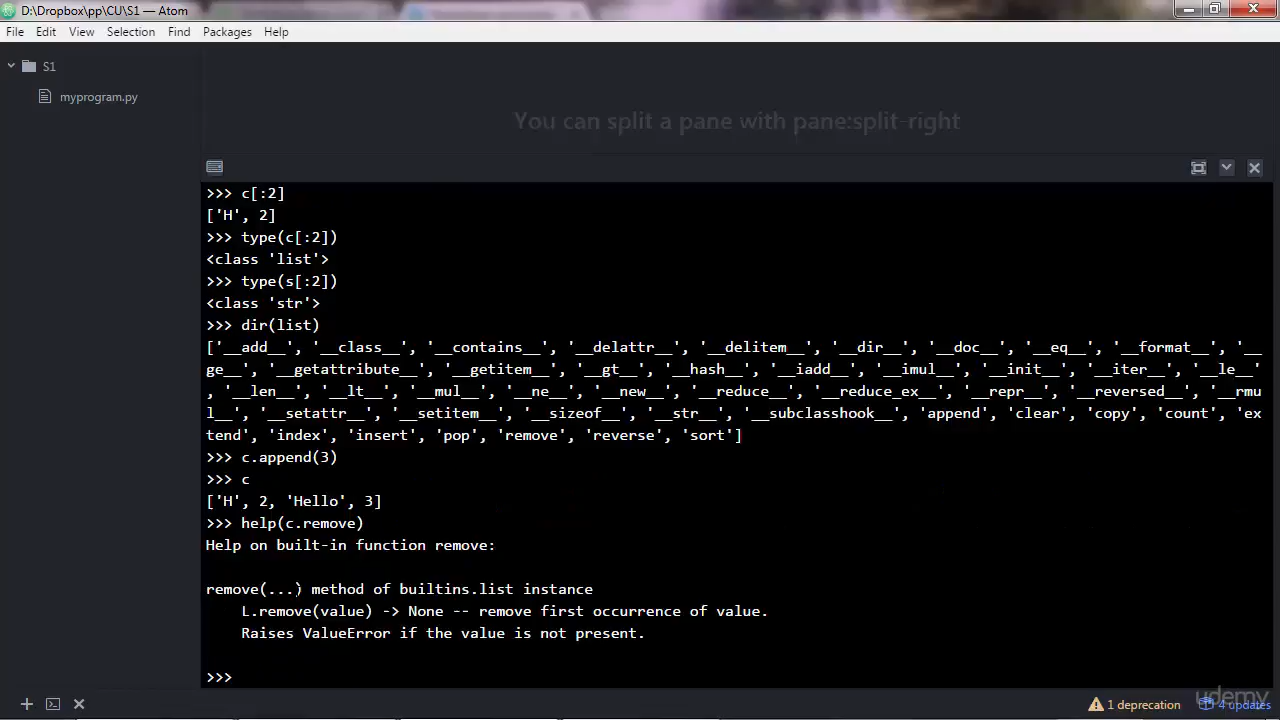 D:\Dropbox\pp\CU\S1 — Atom
File Edit View Selection Find Packages Help
S1
myprogram.py
You can split a pane with pane:split-right
>>> c[:2]
['H', 2]
>>> type(c[:2])
<class 'list'>
>>> type(s[:2])
<class 'str'>
>>> dir(list)
['__add__', '__class__', '__contains__', '__delattr__', '__delitem__', '__dir__', '__doc__', '__eq__', '__format__', '__
ge__', '__getattribute__', '__getitem__', '__gt__', '__hash__', '__iadd__', '__imul__', '__init__', '__iter__', '__le__'
, '__len__', '__lt__', '__mul__', '__ne__', '__new__', '__reduce__', '__reduce_ex__', '__repr__', '__reversed__', '__rmu
l__', '__setattr__', '__setitem__', '__sizeof__', '__str__', '__subclasshook__', 'append', 'clear', 'copy', 'count', 'ex
tend', 'index', 'insert', 'pop', 'remove', 'reverse', 'sort']
>>> c.append(3)
>>> c
['H', 2, 'Hello', 3]
>>> help(c.remove)
Help on built-in function remove:
remove(...) method of builtins.list instance
L.remove(value) -> None -- remove first occurrence of value.
Raises ValueError if the value is not present.
>>>
1 deprecation
4 updates
udemy